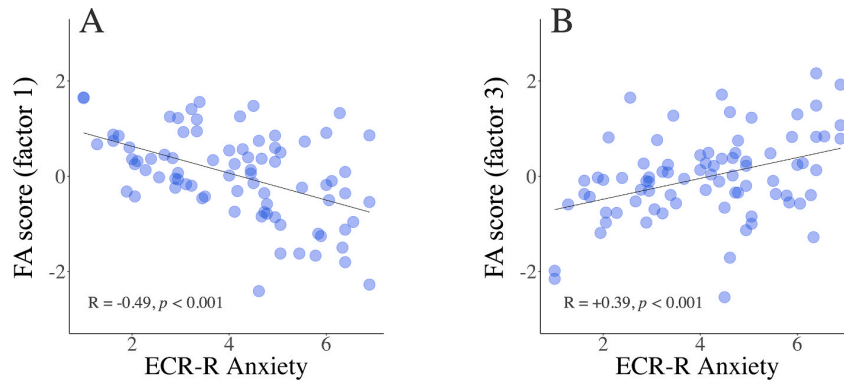 A
FA score (factor 1)
2
0
-2
R = -0.49, p < 0.001
2 4 6
ECR-R Anxiety
B
FA score (factor 3)
2
0
-2
R = +0.39, p < 0.001
2 4 6
ECR-R Anxiety